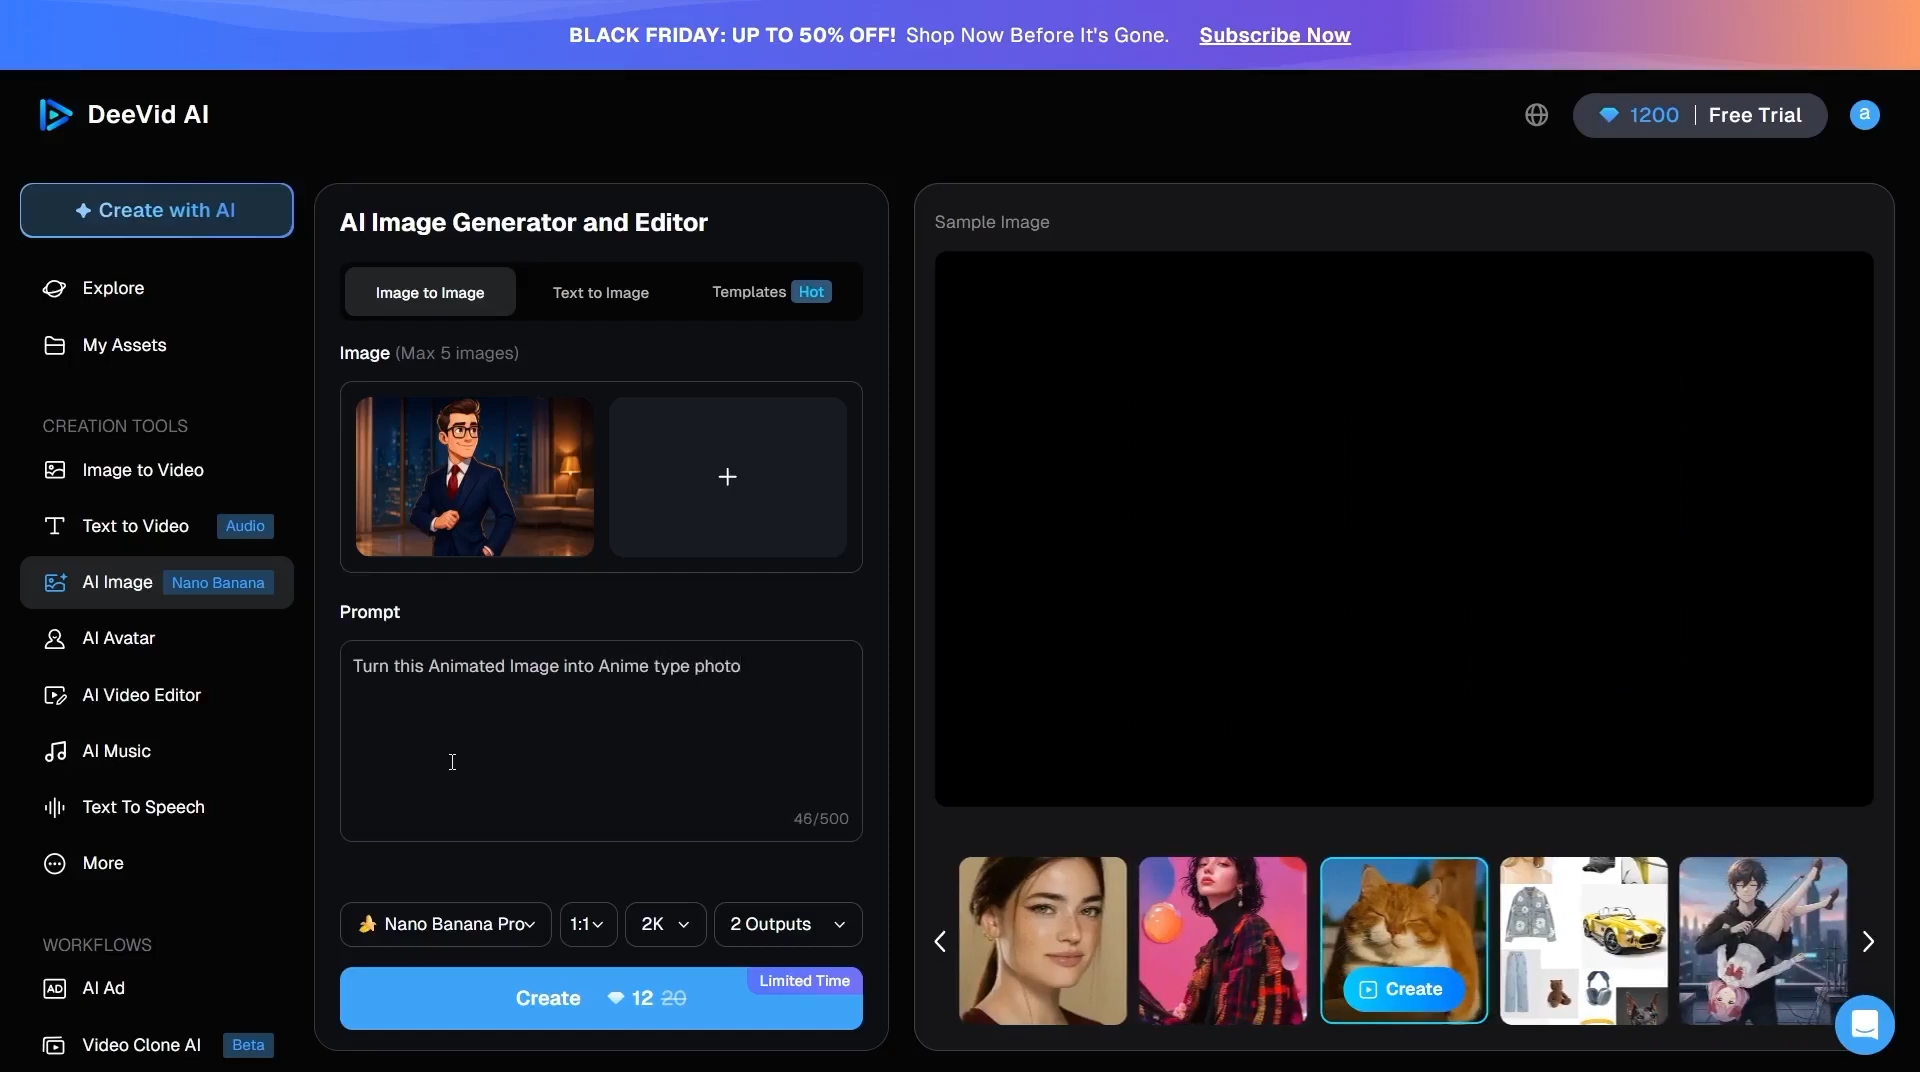 BLACK FRIDAY: UP TO 50% OFF! Shop Now Before It's Gone. Subscribe Now
DeeVid AI
1200 | Free Trial
a
Create with AI
Explore
My Assets
CREATION TOOLS
Image to Video
Text to Video Audio
AI Image Nano Banana
AI Avatar
AI Video Editor
AI Music
Text To Speech
More
WORKFLOWS
AD AI Ad
Video Clone AI Beta
AI Image Generator and Editor
Image to Image Text to Image Templates Hot
Image (Max 5 images)
Prompt
Turn this Animated Image into Anime type photo
46/500
Nano Banana Pro 1:1 2K 2 Outputs
Limited Time
Create 12 20
Sample Image
Create